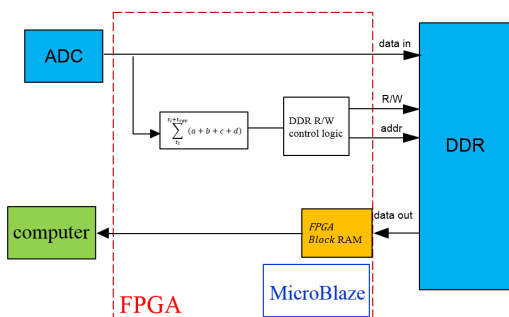 ADC
data in
R/W
DDR R/W
control logic
addr
DDR
(a + b + c + d)
data out
computer
FPGA
Block RAM
MicroBlaze
FPGA